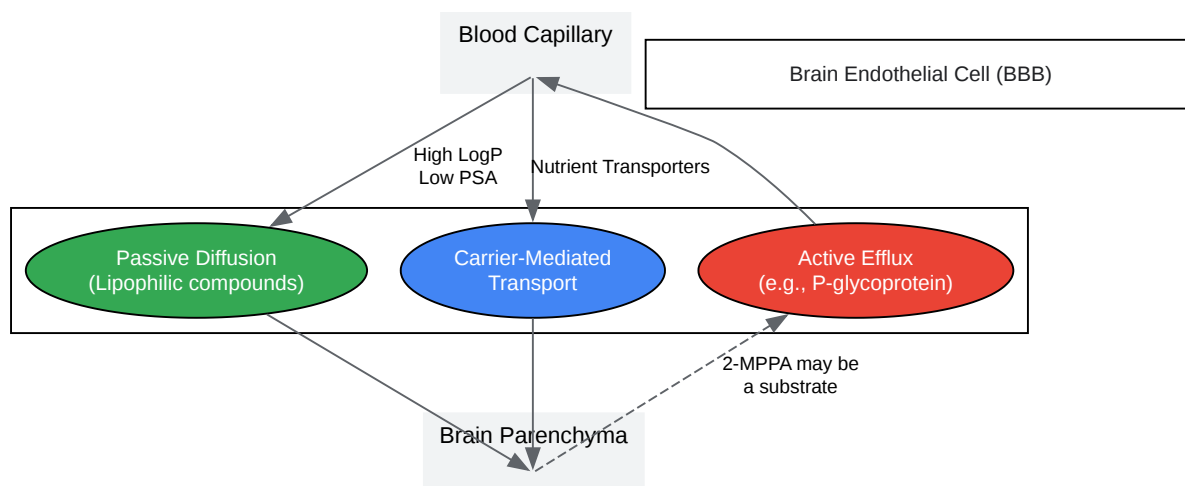 Blood Capillary
Brain Endothelial Cell (BBB)
High LogP
Low PSA
Nutrient Transporters
Passive Diffusion
(Lipophilic compounds)
Carrier-Mediated
Transport
Active Efflux
(e.g., P-glycoprotein)
2-MPPA may be
a substrate
Brain Parenchyma